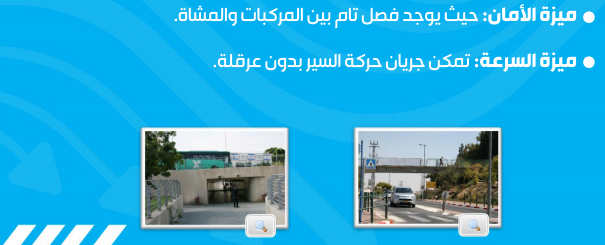 ● ميزة الأمان: حيث يوجد فصل تام بين المركبات والمشاة.
● ميزة السرعة: تمكن جريان حركة السير بدون عرقلة.